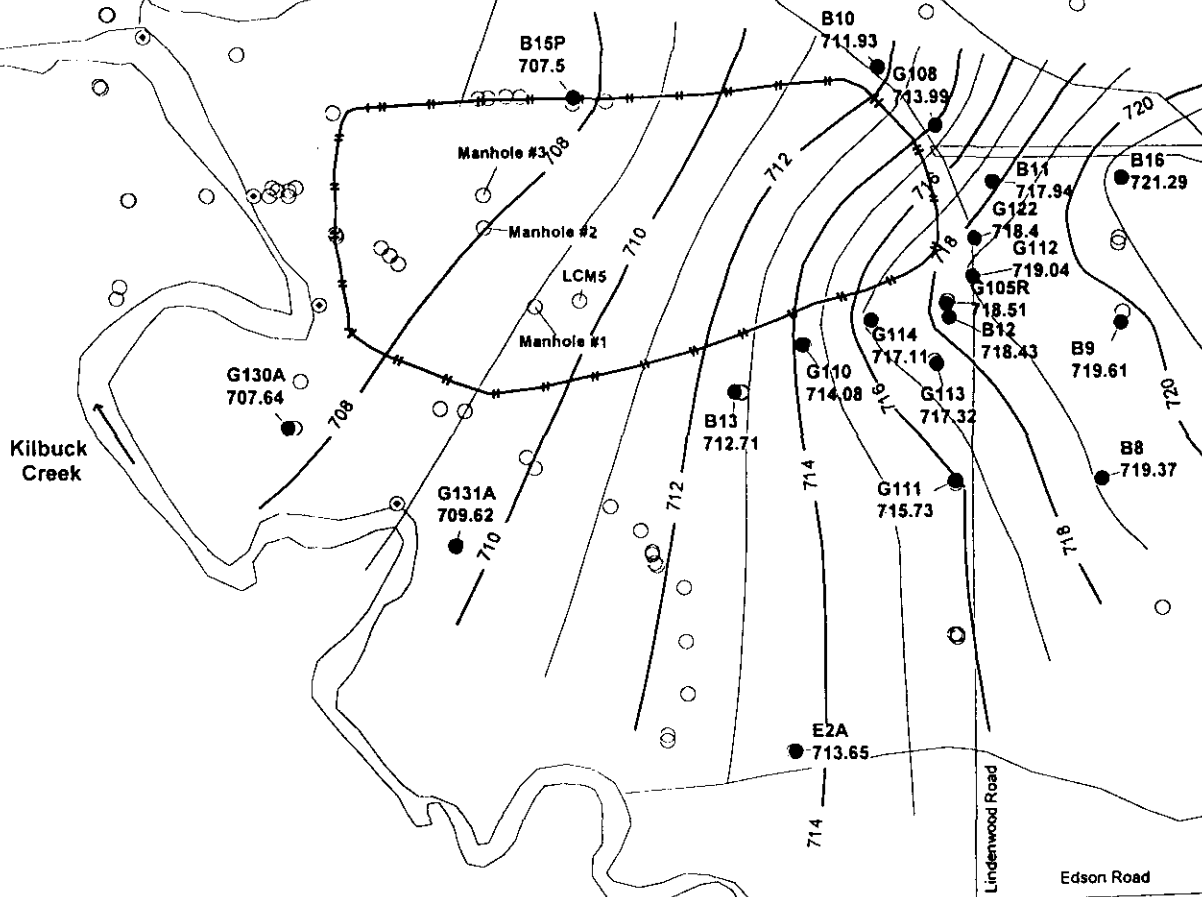 B10
711.93
B15P
707.5
G108
713.99
720
Manhole #3
708
712
716
B11
717.94
B16
721.29
G122
718.4
Manhole #2
710
718
G112
719.04
LCM5
G105R
718.51
Manhole #1
G114
717.11
B12
718.43
B9
719.61
G130A
707.64
708
G110
714.08
716
G113
717.32
720
B13
712.71
Kilbuck
Creek
B8
719.37
G131A
709.62
712
714
G111
715.73
710
718
E2A
713.65
714
Lindenwood Road
Edson Road